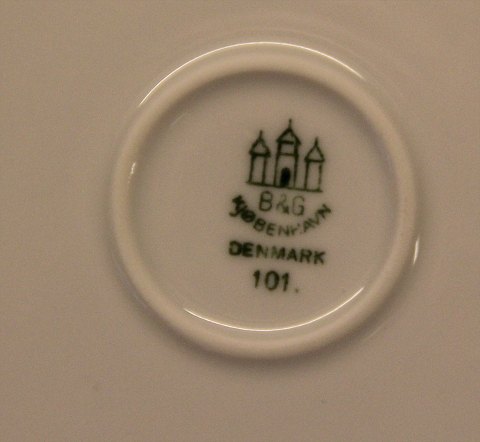 B&G
KJØBENHAVN
DENMARK
101.